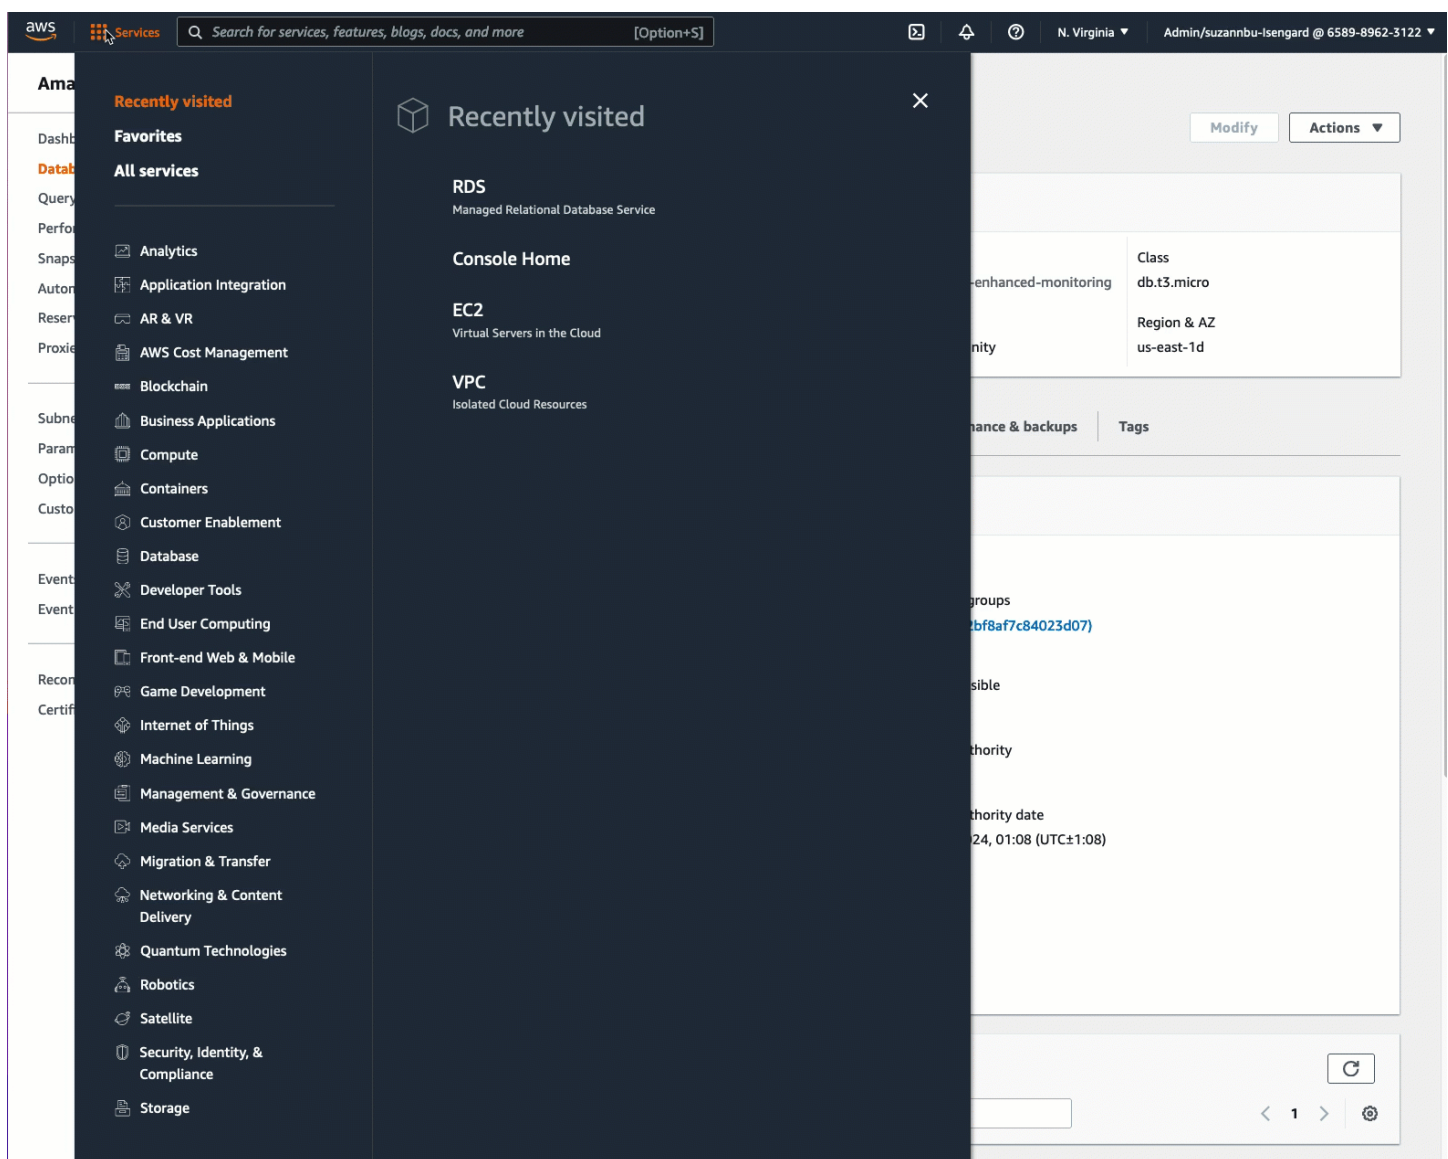 aws
Services
Search for services, features, blogs, docs, and more
[Option+S]
N. Virginia
Admin/suzannbu-Isengard @ 6589-8962-3122
Ama
Dashb
Datab
Query
Perfor
Snaps
Auton
Reser
Proxie
Subne
Param
Optio
Custo
Event
Event
Recon
Certif
Recently visited
Favorites
All services
Analytics
Application Integration
AR & VR
AWS Cost Management
Blockchain
Business Applications
Compute
Containers
Customer Enablement
Database
Developer Tools
End User Computing
Front-end Web & Mobile
Game Development
Internet of Things
Machine Learning
Management & Governance
Media Services
Migration & Transfer
Networking & Content
Delivery
Quantum Technologies
Robotics
Satellite
Security, Identity, &
Compliance
Storage
Recently visited
RDS
Managed Relational Database Service
Console Home
EC2
Virtual Servers in the Cloud
VPC
Isolated Cloud Resources
Modify
Actions
-enhanced-monitoring
nity
Class
db.t3.micro
Region & AZ
us-east-1d
nance & backups
Tags
groups
2bf8af7c84023d07)
sible
thority
thority date
024, 01:08 (UTC±1:08)
1